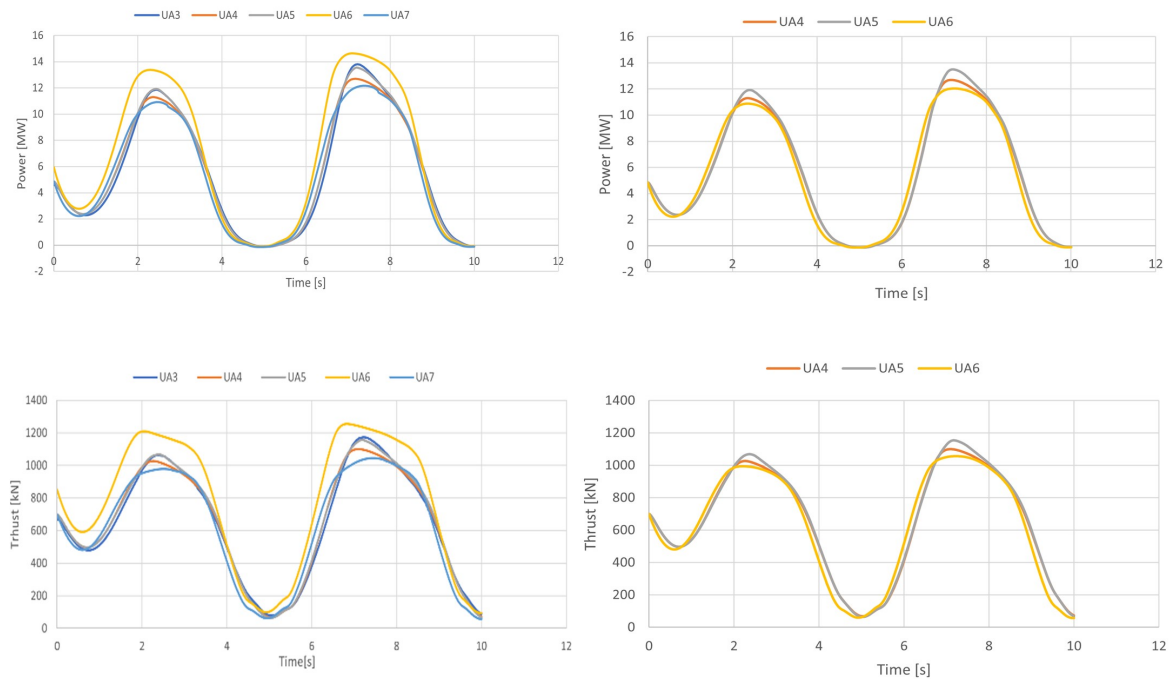 UA3 UA4 UA5 UA6 UA7
16
14
12
10
8
6
4
2
0
-2
Power [MW]
0 2 4 6 8 10 12
Time [s]
UA4 UA5 UA6
16
14
12
10
8
6
4
2
0
-2
Power [MW]
0 2 4 6 8 10 12
Time [s]
UA3 UA4 UA5 UA6 UA7
1400
1200
1000
800
600
400
200
0
Trhust [kN]
0 2 4 6 8 10 12
Time[s]
UA4 UA5 UA6
1400
1200
1000
800
600
400
200
0
Thrust [kN]
0 2 4 6 8 10 12
Time [s]